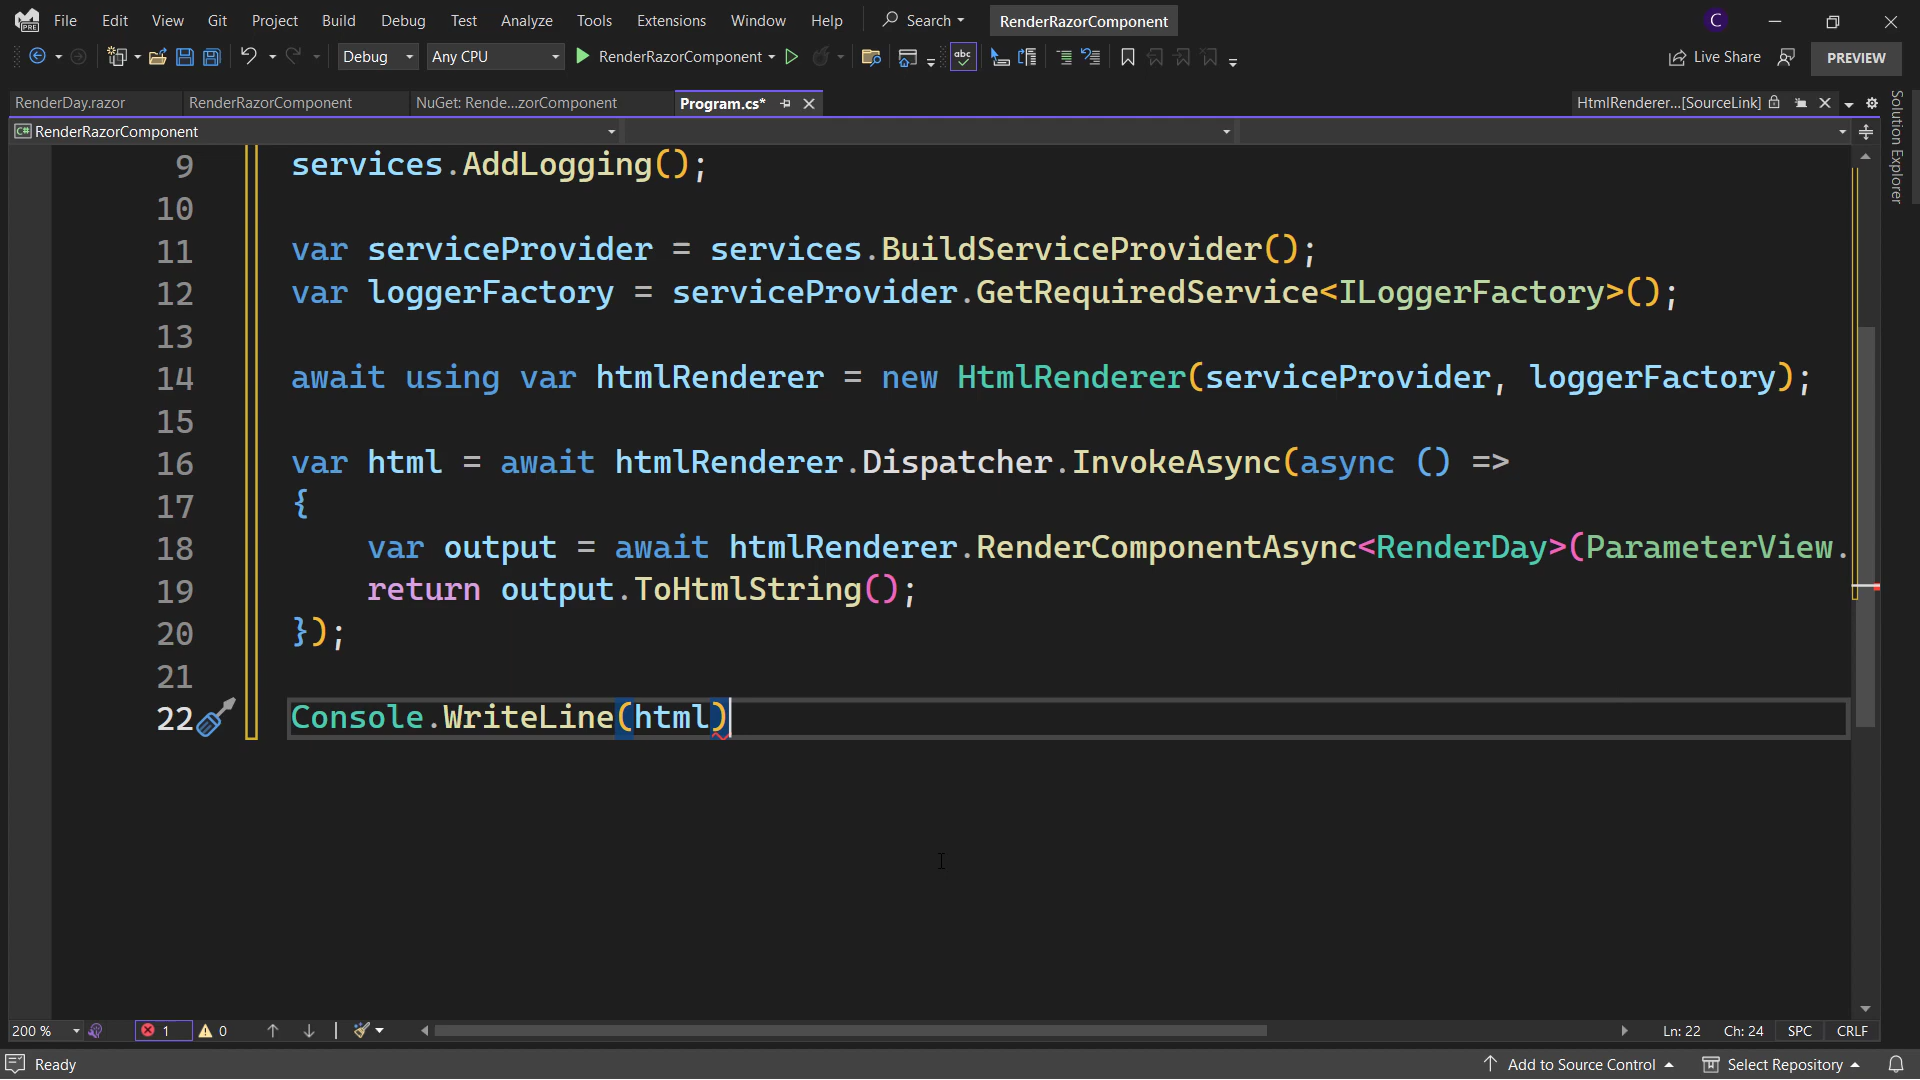 File Edit View Git Project Build Debug Test Analyze Tools Extensions Window Help Search RenderRazorComponent C
Debug Any CPU RenderRazorComponent abc Live Share PREVIEW
RenderDay.razor RenderRazorComponent NuGet: Rende...zorComponent Program.cs* HtmlRenderer...[SourceLink]
C# RenderRazorComponent
Solution Explorer
9 services.AddLogging();
10
11 var serviceProvider = services.BuildServiceProvider();
12 var loggerFactory = serviceProvider.GetRequiredService<ILoggerFactory>();
13
14 await using var htmlRenderer = new HtmlRenderer(serviceProvider, loggerFactory);
15
16 var html = await htmlRenderer.Dispatcher.InvokeAsync(async () =>
17 {
18 var output = await htmlRenderer.RenderComponentAsync<RenderDay>(ParameterView.
19 return output.ToHtmlString();
20 });
21
22 Console.WriteLine(html)
200 % 1 0 Ln: 22 Ch: 24 SPC CRLF
Ready Add to Source Control Select Repository